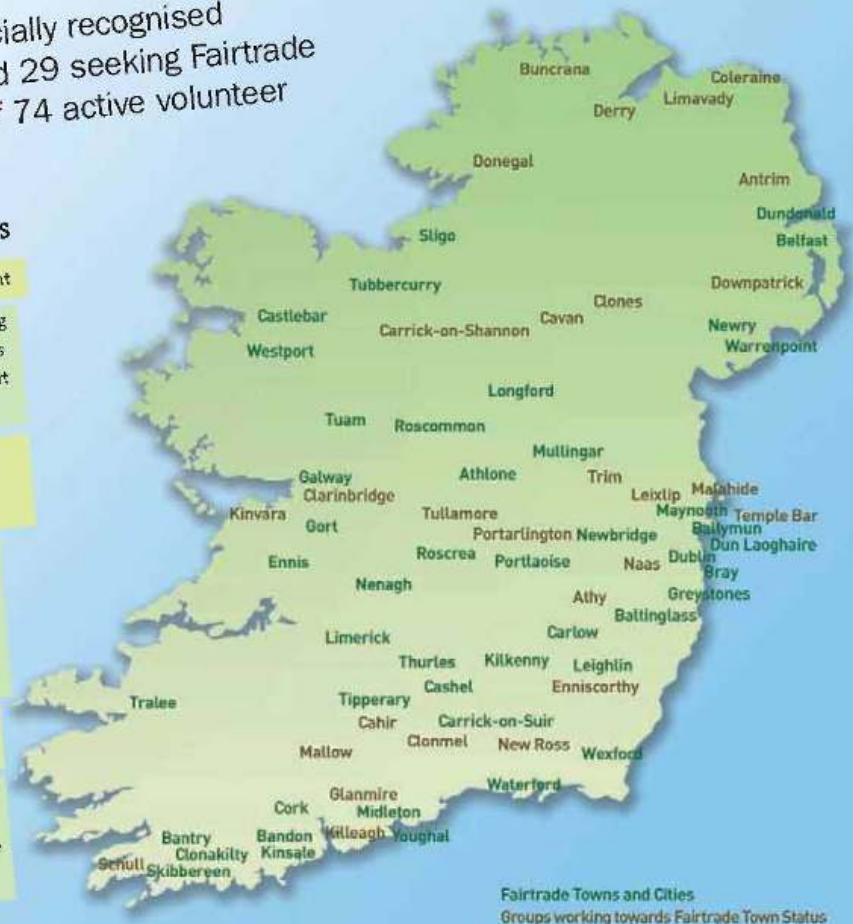 cially recognised
d 29 seeking Fairtrade
f 74 active volunteer
s
nt
g
s
rt
Buncrana
Coleraine
Limavady
Derry
Donegal
Antrim
Dundonald
Sligo
Belfast
Tubbercurry
Downpatrick
Clones
Castlebar
Cavan
Carrick-on-Shannon
Newry
Westport
Warrenpoint
Longford
Tuam
Roscommon
Mullingar
Galway
Athlone
Trim
Clarinbridge
Leixlip
Malahide
Kinvara
Tullamore
Maynooth
Temple Bar
Gort
Portarlington
Newbridge
Ballymun
Dun Laoghaire
Roscrea
Ennis
Portlaoise
Naas
Dublin
Bray
Nenagh
Athy
Greystones
Baltinglass
Limerick
Carlow
Thurles
Kilkenny
Leighlin
Cashel
Enniscorthy
Tralee
Tipperary
Cahir
Carrick-on-Suir
Mallow
Clonmel
New Ross
Wexford
Waterford
Glanmire
Cork
Midleton
Bantry
Bandon
Killeagh
Youghal
Clonakilty
Kinsale
Schull
Skibbereen
Fairtrade Towns and Cities
Groups working towards Fairtrade Town Status